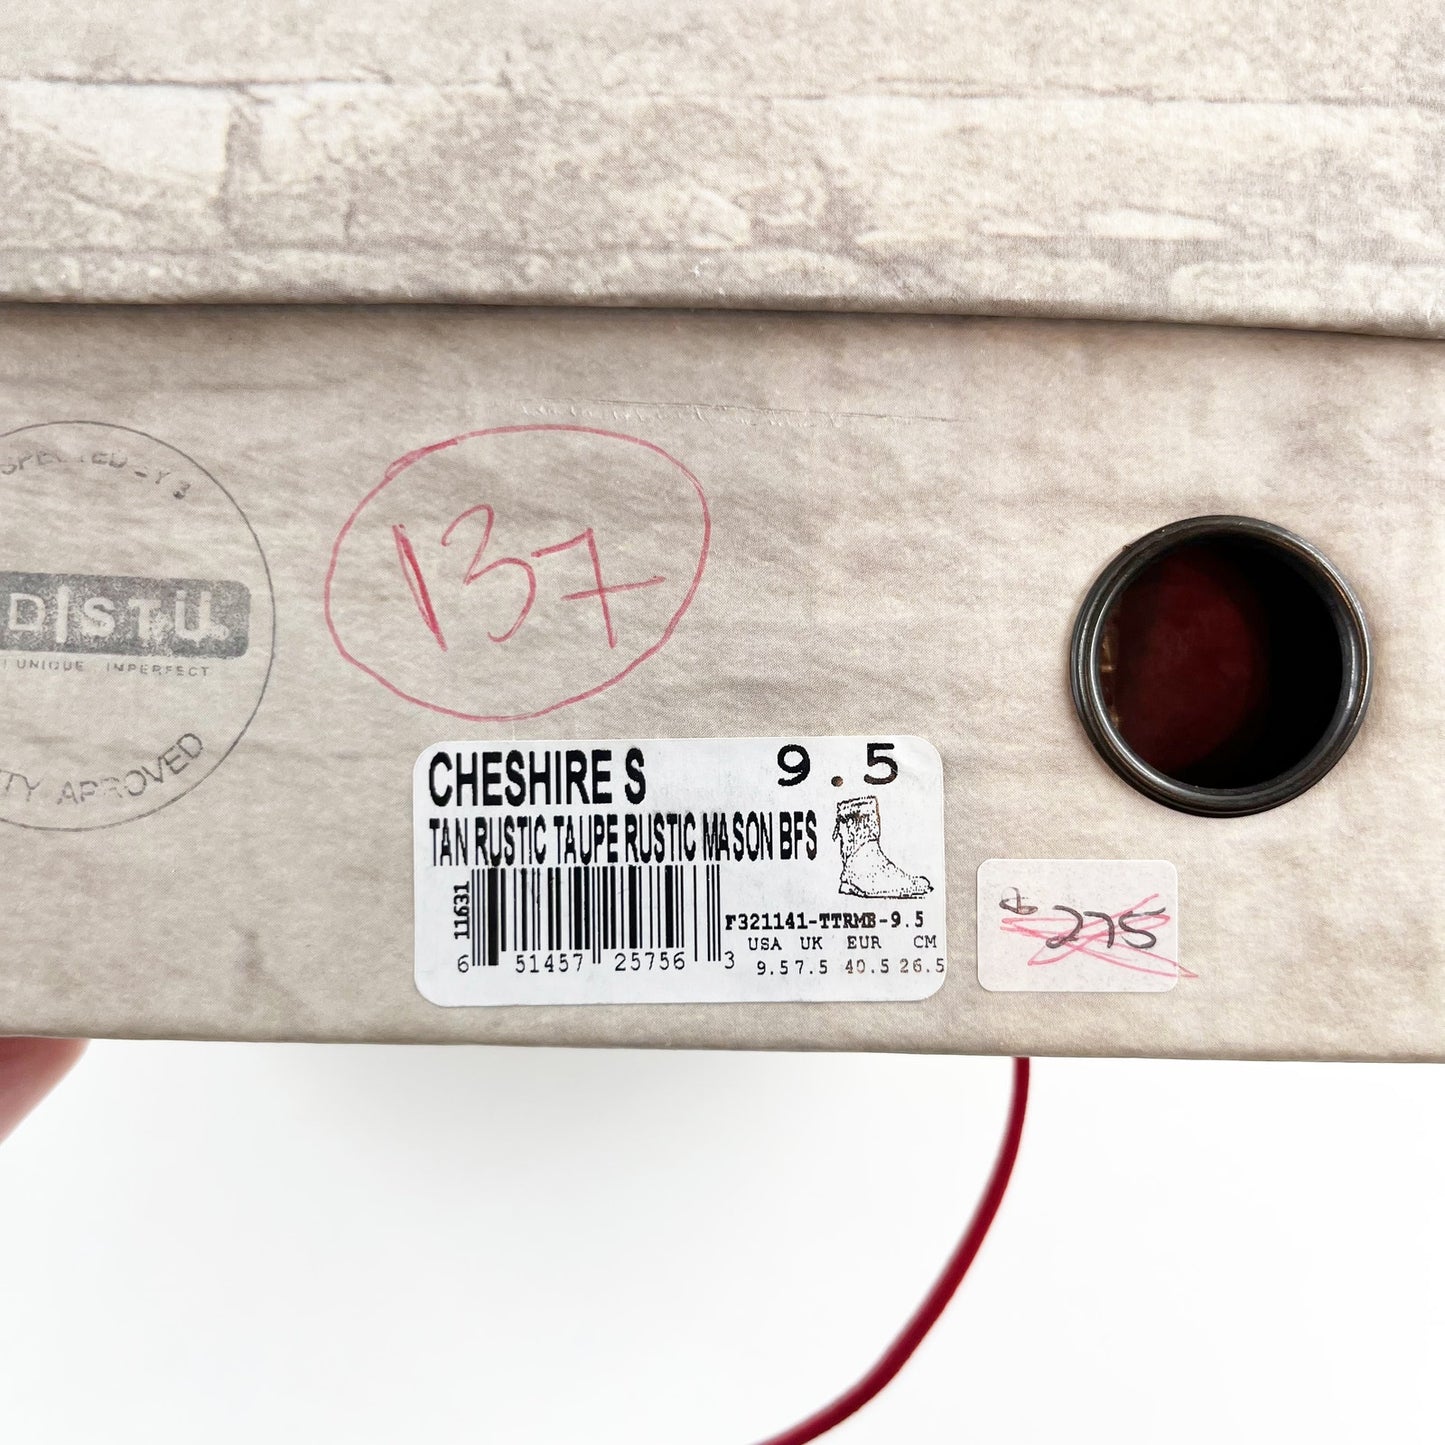 137
DISTU.
UNIQUE IMPERFECT
APPROVED
CHESHIRE S 9.5
TAN RUSTIC TAUPE RUSTIC MASON BFS
11631
F321141-TTRMB-9.5
USA UK EUR CM
6 51457 25756 3
9.5 7.5 40.5 26.5
$275